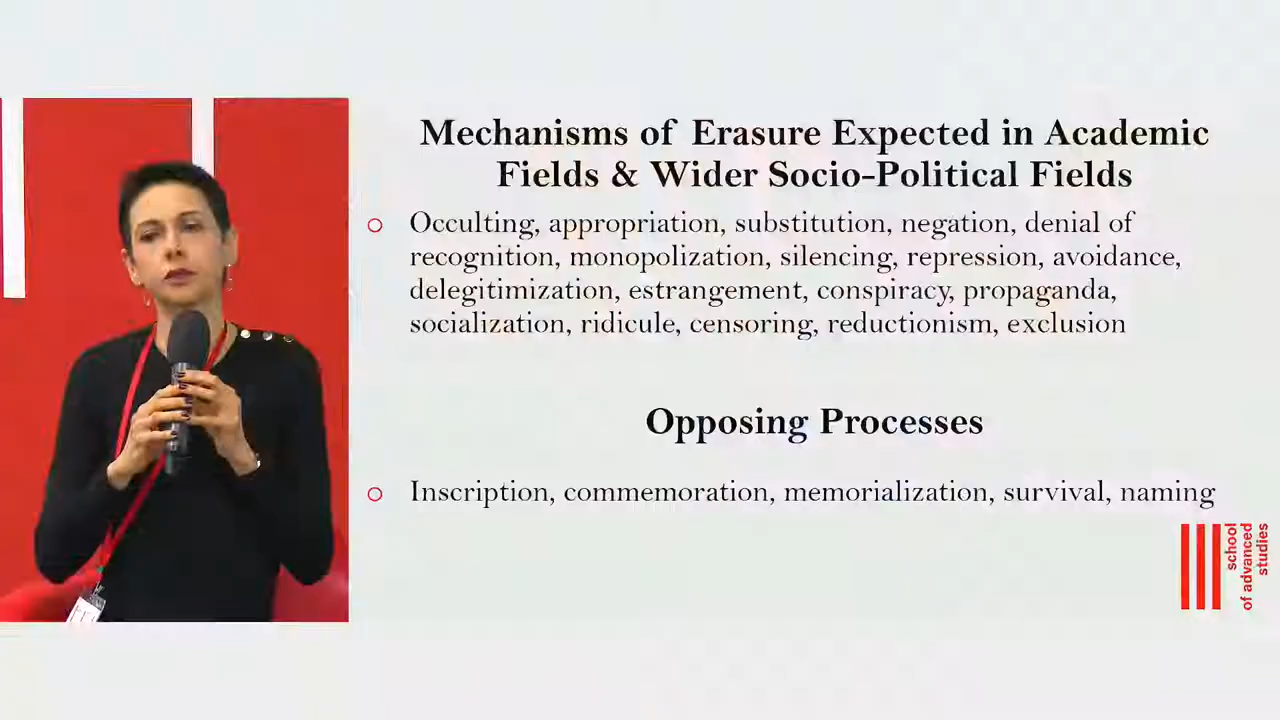 Mechanisms of Erasure Expected in Academic
Fields & Wider Socio-Political Fields
Occulting, appropriation, substitution, negation, denial of
recognition, monopolization, silencing, repression, avoidance,
delegitimization, estrangement, conspiracy, propaganda,
socialization, ridicule, censoring, reductionism, exclusion
Opposing Processes
Inscription, commemoration, memorialization, survival, naming
school
of advanced
studies